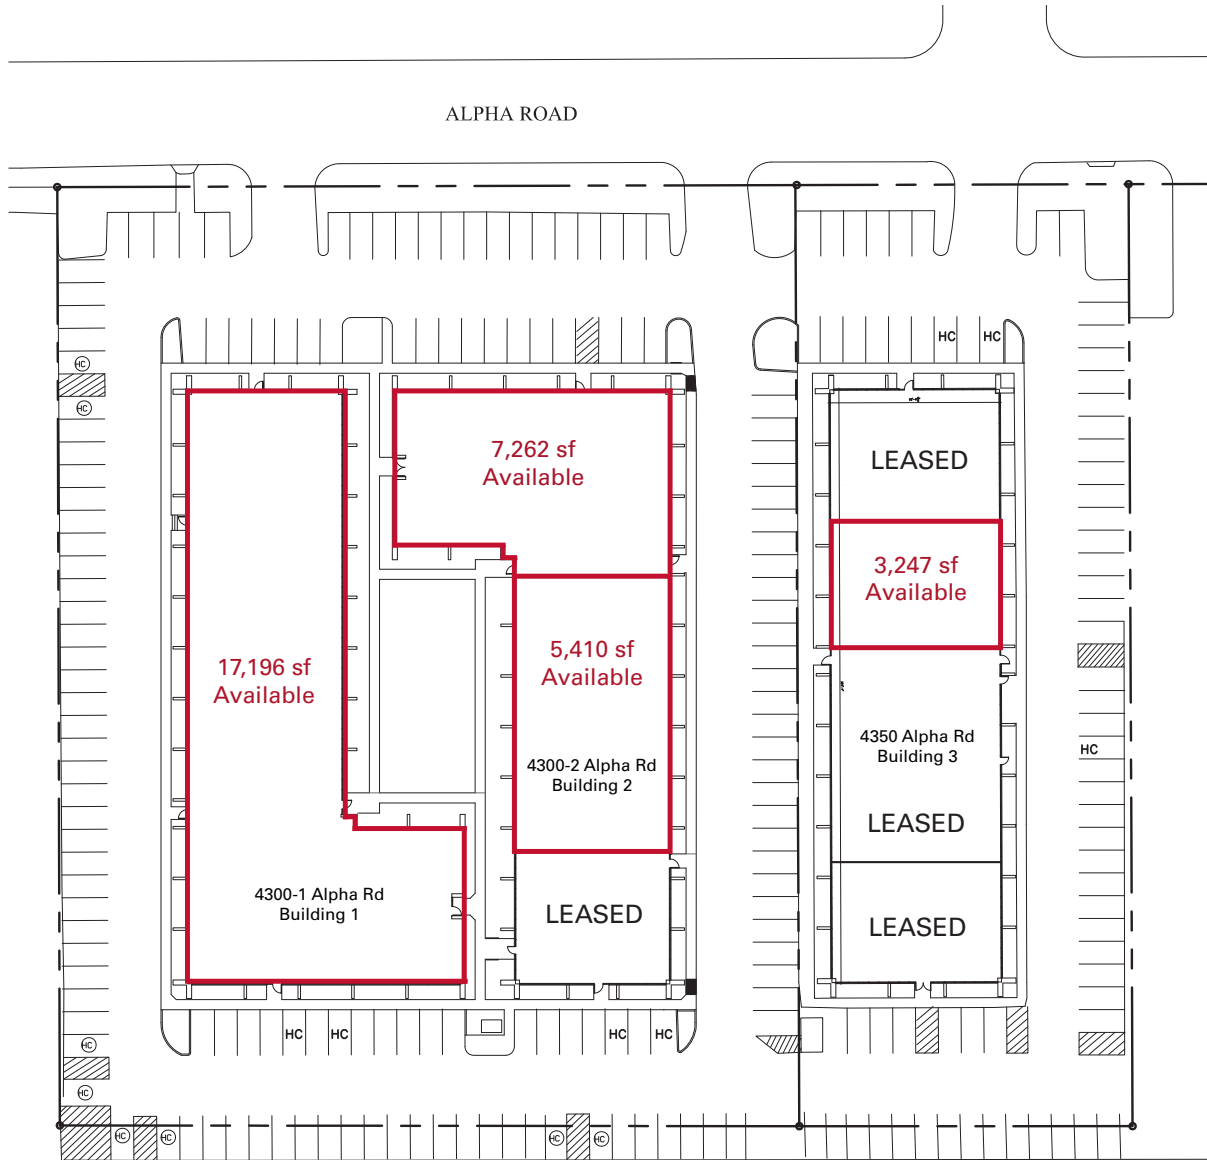 ALPHA ROAD
HC HC
HC
HC
7,262 sf
Available
LEASED
3,247 sf
Available
17,196 sf
Available
5,410 sf
Available
4300-2 Alpha Rd
Building 2
4350 Alpha Rd
Building 3
HC
LEASED
4300-1 Alpha Rd
Building 1
LEASED
LEASED
HC HC HC HC
HC
HC
HC HC HC HC